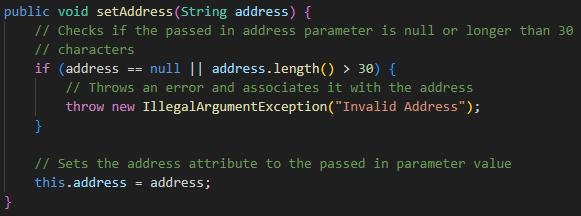 public void setAddress(String address) {
    // Checks if the passed in address parameter is null or longer than 30
    // characters
    if (address == null || address.length() > 30) {
        // Throws an error and associates it with the address
        throw new IllegalArgumentException("Invalid Address");
    }

    // Sets the address attribute to the passed in parameter value
    this.address = address;
}